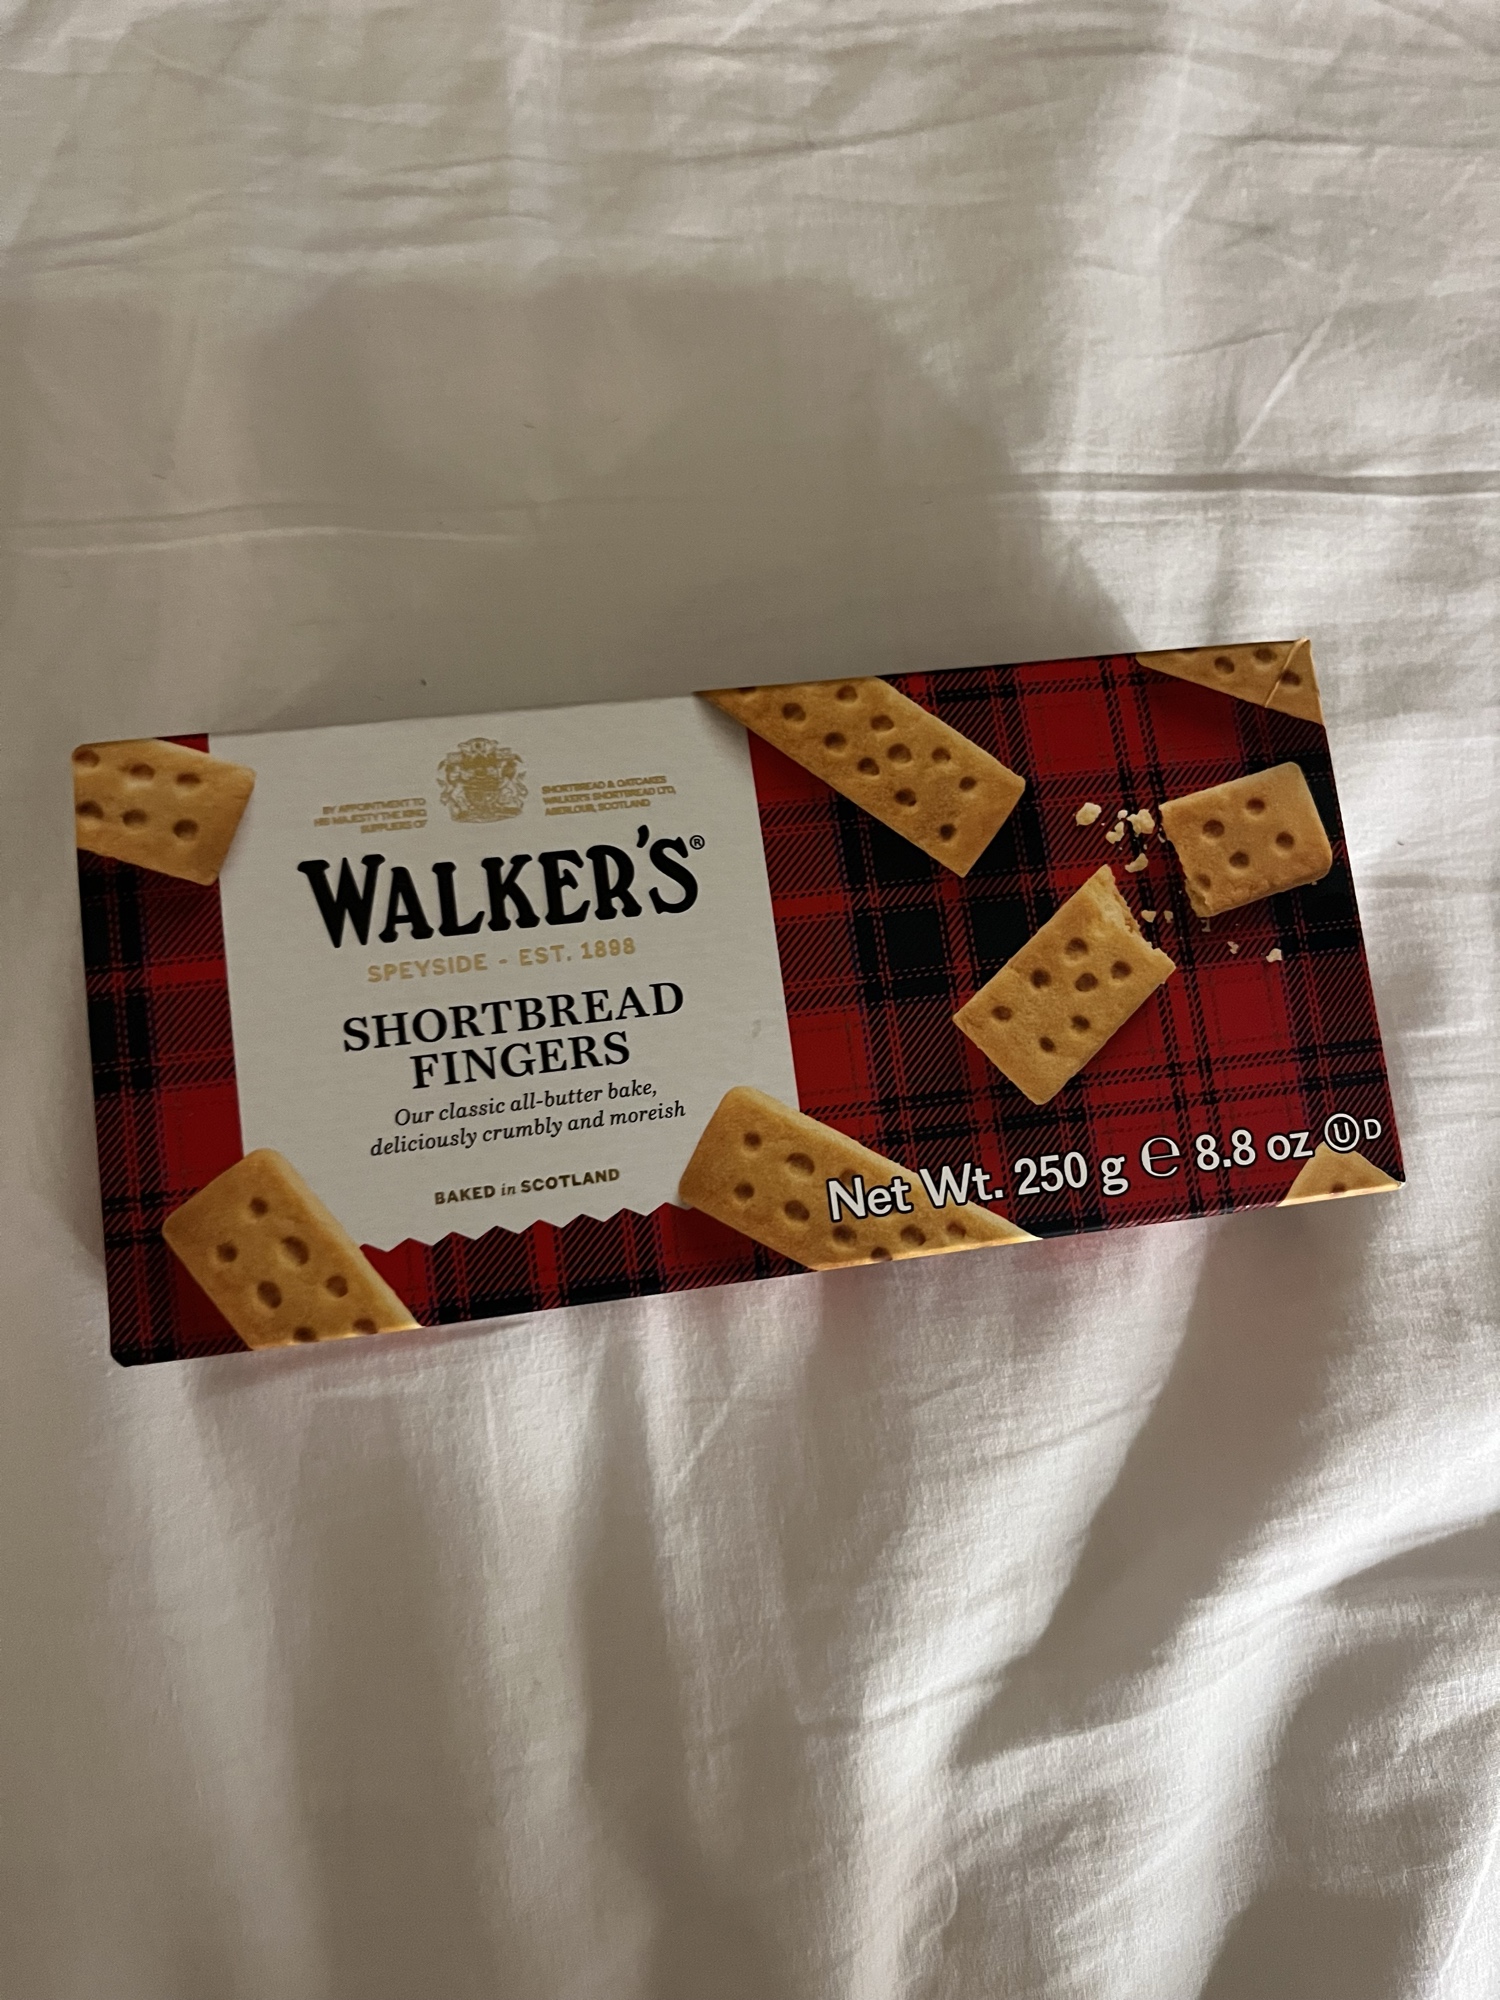 BY APPOINTMENT TO
HIS MAJESTY THE KING
SUPPLIERS OF
SHORTBREAD & OATCAKES
WALKER'S SHORTBREAD LTD,
ABERLOUR, SCOTLAND
WALKER'S®
SPEYSIDE - EST. 1898
SHORTBREAD
FINGERS
Our classic all-butter bake,
deliciously crumbly and moreish
BAKED in SCOTLAND
Net Wt. 250 g ℮ 8.8 oz Ⓤ D